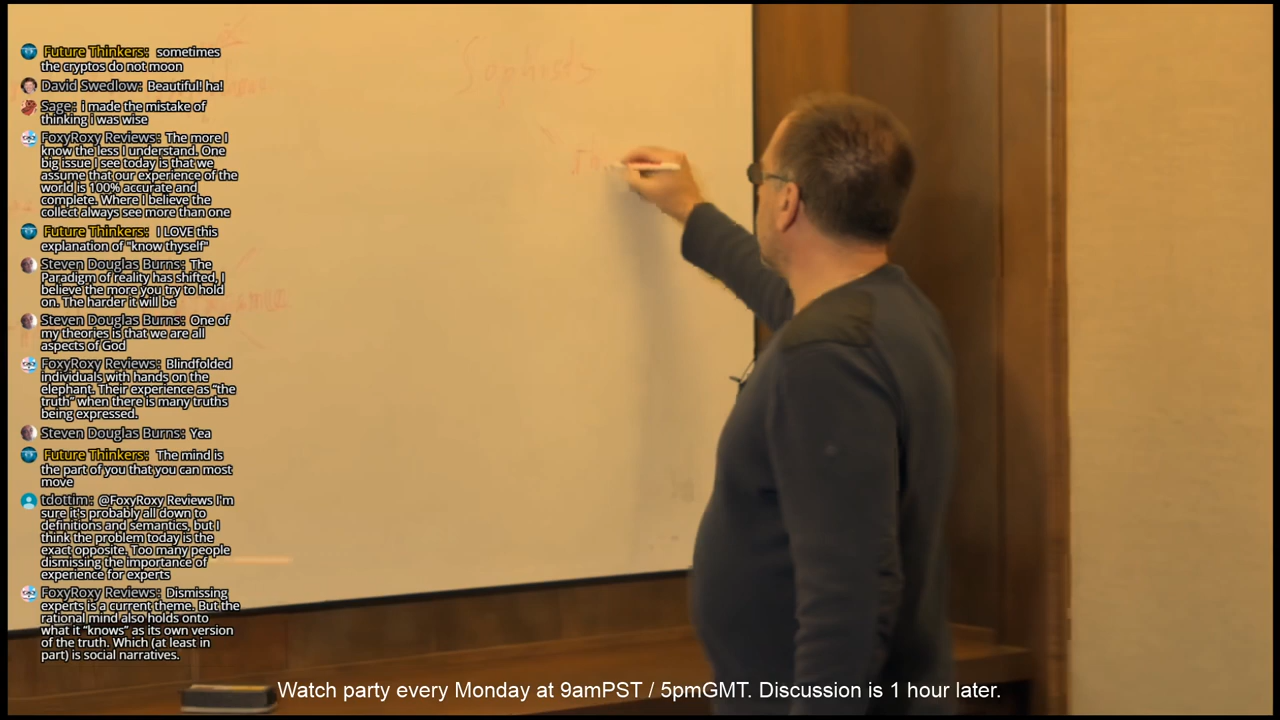 Future Thinkers: sometimes
the cryptos do not moon
David Swedlow: Beautiful! ha!
Sage: i made the mistake of
thinking i was wise
FoxyRoxy Reviews: The more I
know the less I understand. One
big issue I see today is that we
assume that our experience of the
world is 100% accurate and
complete. Where I believe the
collect always see more than one
Future Thinkers: I LOVE this
explanation of "know thyself"
Steven Douglas Burns: The
Paradigm of reality has shifted, I
believe the more you try to hold
on. The harder it will be
Steven Douglas Burns: One of
my theories is that we are all
aspects of God
FoxyRoxy Reviews: Blindfolded
individuals with hands on the
elephant. Their experience as "the
truth" when there is many truths
being expressed.
Steven Douglas Burns: Yea
Future Thinkers: The mind is
the part of you that you can most
move
tdottim: @FoxyRoxy Reviews I'm
sure it's probably all down to
definitions and semantics, but I
think the problem today is the
exact opposite. Too many people
dismissing the importance of
experience for experts
FoxyRoxy Reviews: Dismissing
experts is a current theme. But the
rational mind also holds onto
what it "knows" as its own version
of the truth. Which (at least in
part) is social narratives.
Watch party every Monday at 9amPST / 5pmGMT. Discussion is 1 hour later.